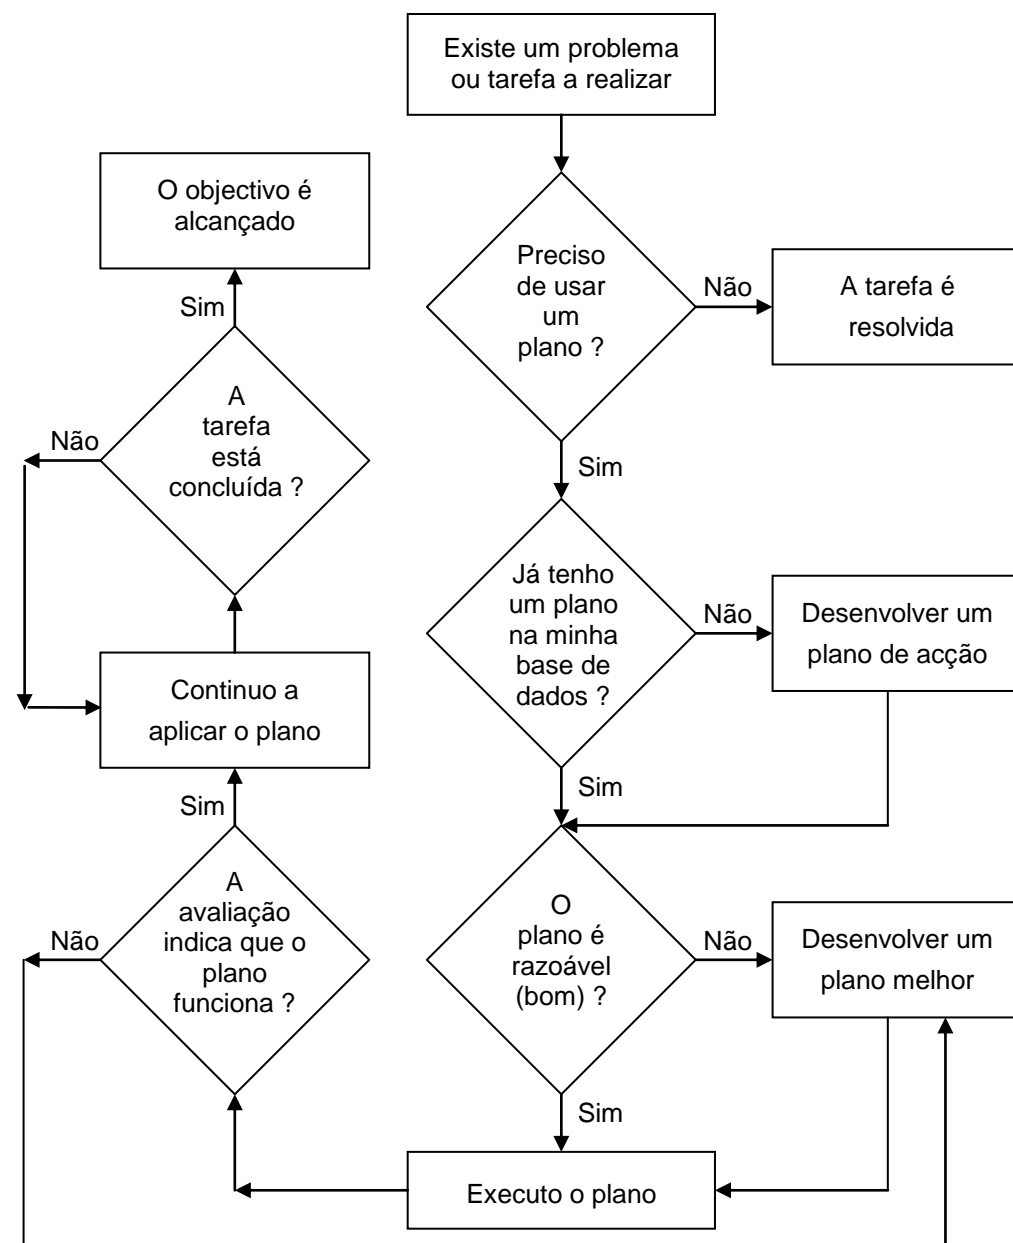 Existe um problema
ou tarefa a realizar
O objectivo é
alcançado
Preciso
de usar
um
plano ?
Não
A tarefa é
resolvida
Sim
A
tarefa
está
concluída ?
Não
Sim
Já tenho
um plano
na minha
base de
dados ?
Não
Desenvolver um
plano de acção
Continuo a
aplicar o plano
Sim
Sim
A
avaliação
indica que o
plano
funciona ?
Não
O
plano é
razoável
(bom) ?
Não
Desenvolver um
plano melhor
Sim
Executo o plano